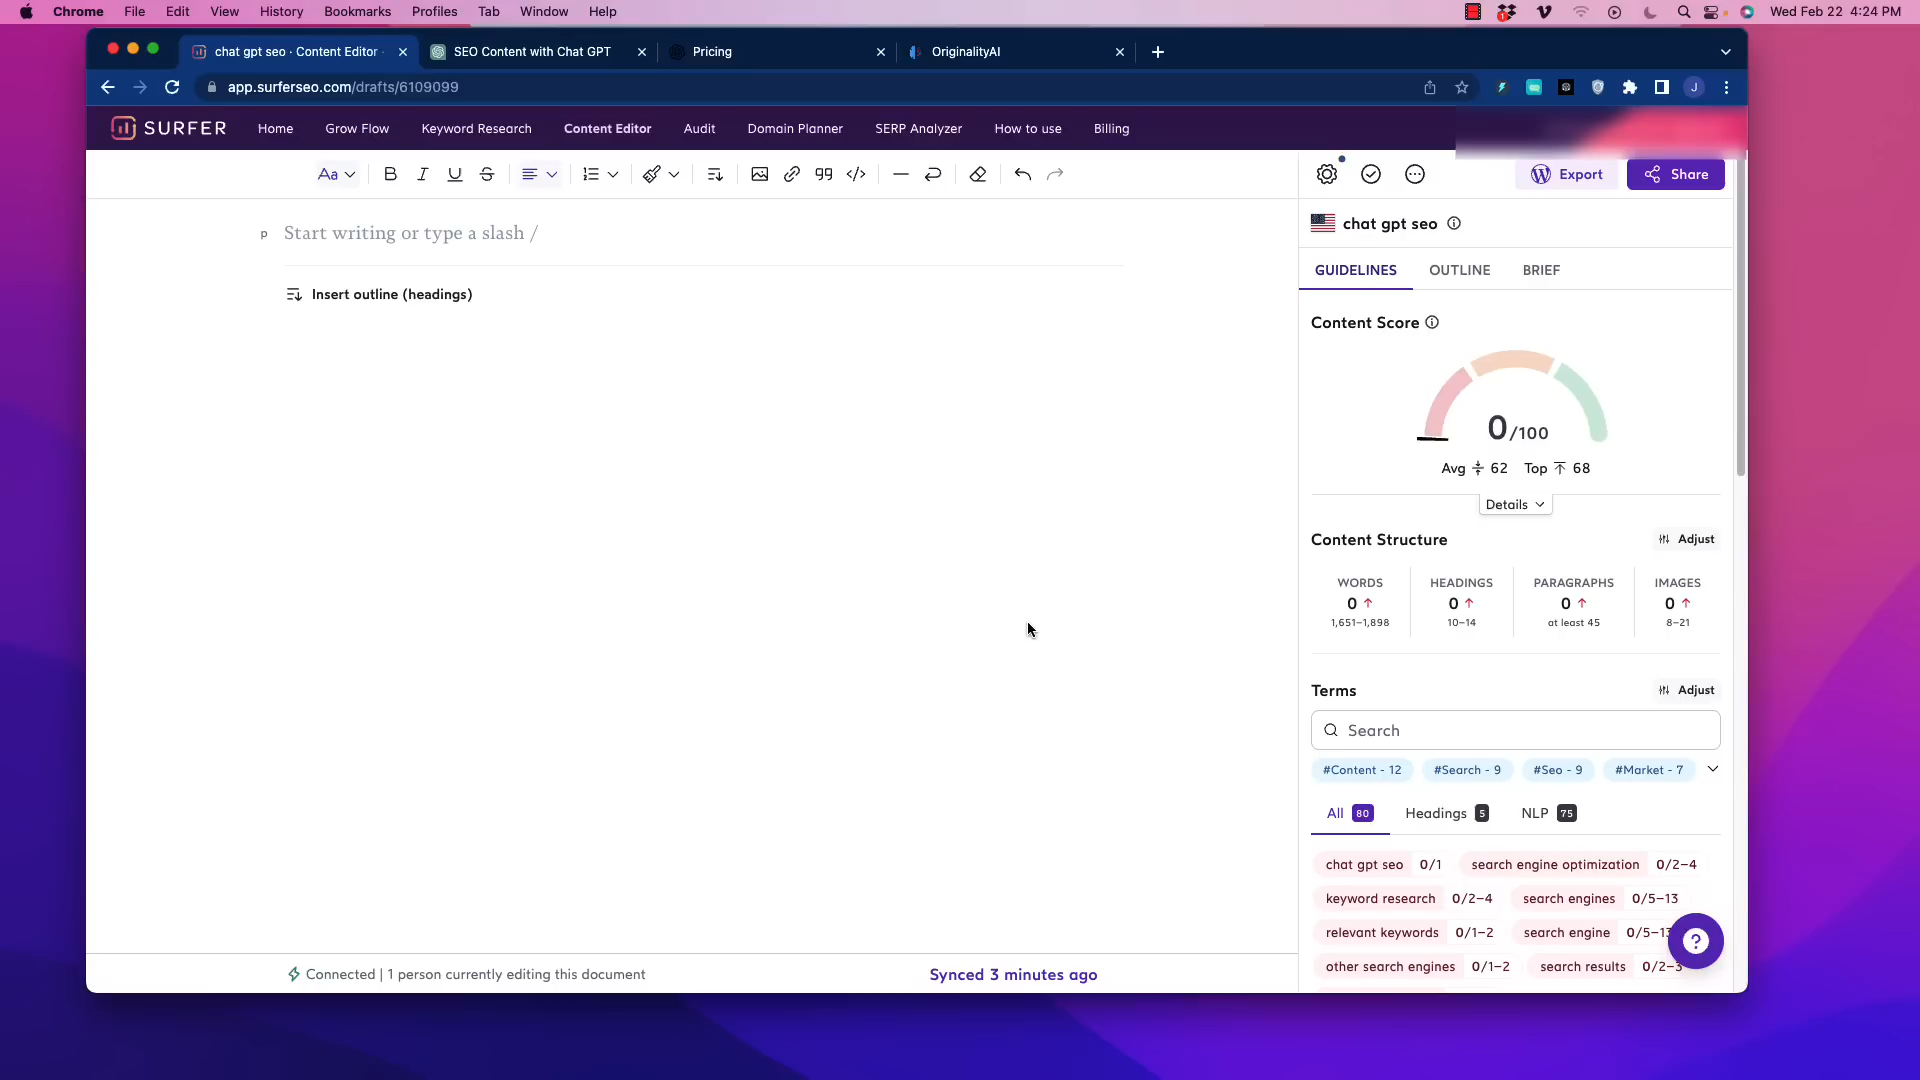 Chrome File Edit View History Bookmarks Profiles Tab Window Help 1 Wed Feb 22 4:24 PM
chat gpt seo · Content Editor SEO Content with Chat GPT Pricing OriginalityAI
app.surferseo.com/drafts/6109099 J
SURFER Home Grow Flow Keyword Research Content Editor Audit Domain Planner SERP Analyzer How to use Billing
Aa B I U S Export Share
p Start writing or type a slash /
Insert outline (headings)
chat gpt seo
GUIDELINES OUTLINE BRIEF
Content Score
0/100
Avg 62 Top 68
Details
Content Structure Adjust
WORDS HEADINGS PARAGRAPHS IMAGES
0 0 0 0
1,651–1,898 10–14 at least 45 8–21
Terms Adjust
Search
#Content - 12 #Search - 9 #Seo - 9 #Market - 7
All 80 Headings 5 NLP 75
chat gpt seo 0/1 search engine optimization 0/2–4
keyword research 0/2–4 search engines 0/5–13
relevant keywords 0/1–2 search engine 0/5–13
other search engines 0/1–2 search results 0/2–3
?
Connected | 1 person currently editing this document Synced 3 minutes ago